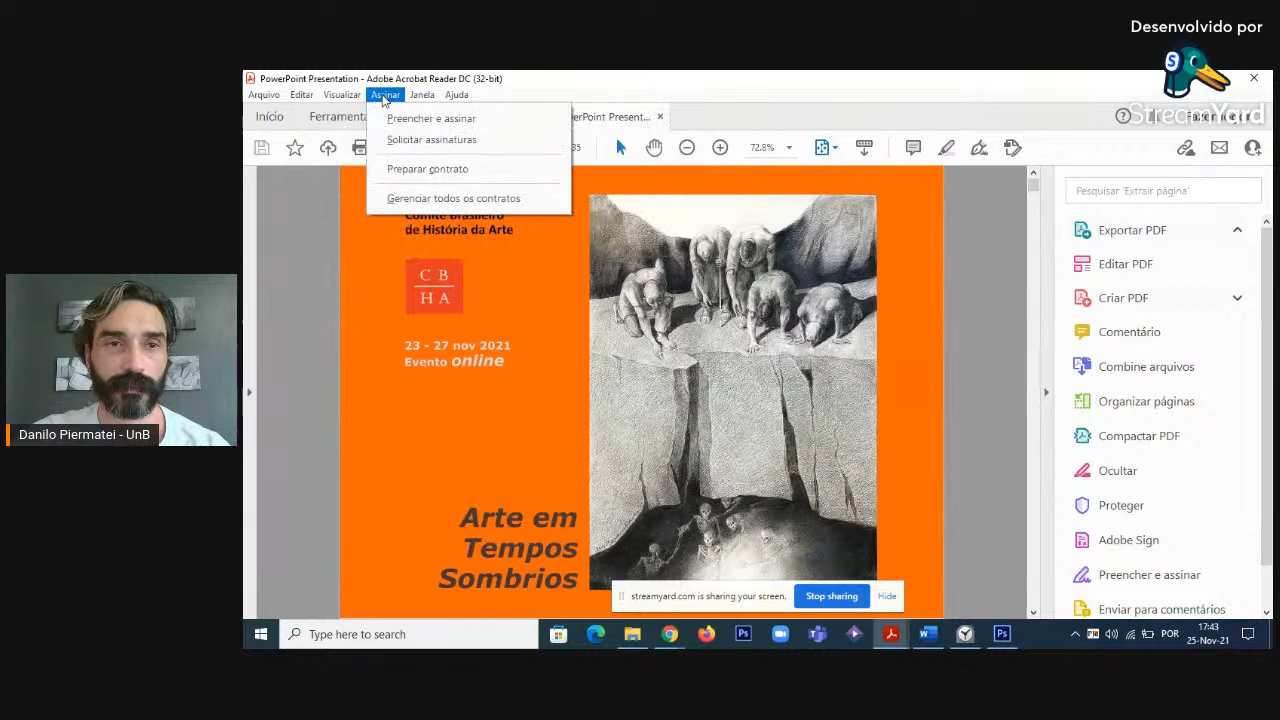 Desenvolvido por
StreamYard
PowerPoint Presentation - Adobe Acrobat Reader DC (32-bit)
Arquivo Editar Visualizar Assinar Janela Ajuda
Início
Ferramenta
PowerPoint Present...
Preencher e assinar
Solicitar assinaturas
Preparar contrato
Gerenciar todos os contratos
72.8%
Pesquisar 'Extrair página'
Comitê Brasileiro
de História da Arte
C B
H A
23 - 27 nov 2021
Evento online
Arte em
Tempos
Sombrios
Exportar PDF
Editar PDF
Criar PDF
Comentário
Combine arquivos
Organizar páginas
Compactar PDF
Ocultar
Proteger
Adobe Sign
Preencher e assinar
Enviar para comentários
Danilo Piermatei - UnB
streamyard.com is sharing your screen. Stop sharing Hide
Type here to search
POR
17:43
25-Nov-21